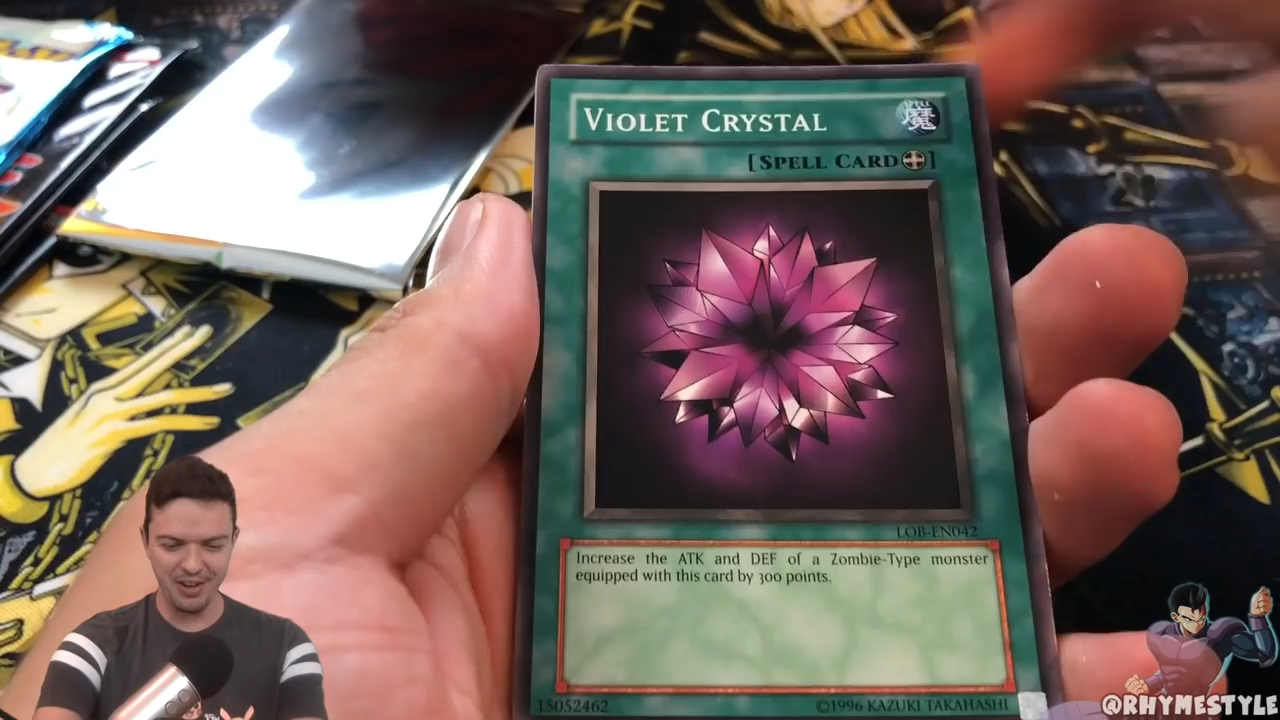 VIOLET CRYSTAL
魔
[SPELL CARD]
LOB-EN042
Increase the ATK and DEF of a Zombie-Type monster
equipped with this card by 300 points.
15052462
©1996 KAZUKI TAKAHASHI
@RHYMESTYLE